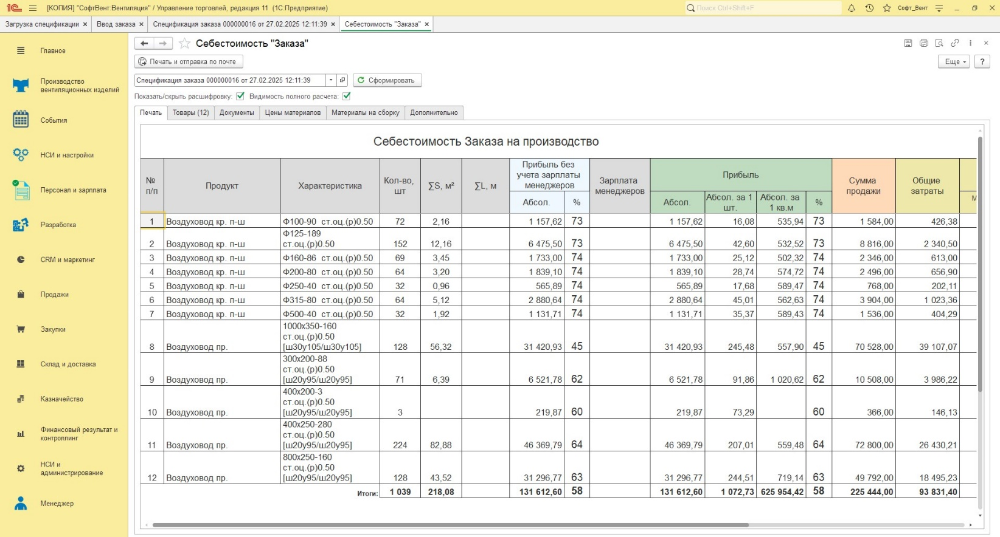 1С [КОПИЯ] "СофтВент:Вентиляция" / Управление торговлей, редакция 11 (1С:Предприятие)
Поиск Ctrl+Shift+F
Софт_Вент
Загрузка спецификации × Ввод заказа × Спецификация заказа 000000016 от 27.02.2025 12:11:39 × Себестоимость "Заказа" ×
Главное
Производство
вентиляционных изделий
События
НСИ и настройки
Персонал и зарплата
Разработка
CRM и маркетинг
Продажи
Закупки
Склад и доставка
Казначейство
Финансовый результат и
контроллинг
НСИ и
администрирование
Менеджер
Себестоимость "Заказа"
Печать и отправка по почте
Еще
?
Спецификация заказа 000000016 от 27.02.2025 12:11:39
Сформировать
Показать/скрыть расшифровку: Видимость полного расчета:
Печать Товары (12) Документы Цены материалов Материалы на сборку Дополнительно
Себестоимость Заказа на производство
№ п/п Продукт Характеристика Кол-во, шт ∑S, м² ∑L, м Прибыль без учета зарплаты менеджеров Зарплата менеджеров Прибыль Сумма продажи Общие затраты
Абсол. % Абсол. Абсол. за 1 шт. Абсол. за 1 кв.м % М
1 Воздуховод кр. п-ш Ф100-90 ст.оц.(р)0.50 72 2,16 1 157,62 73 1 157,62 16,08 535,94 73 1 584,00 426,38
Ф125-189
2 Воздуховод кр. п-ш ст.оц.(р)0.50 152 12,16 6 475,50 73 6 475,50 42,60 532,52 73 8 816,00 2 340,50
3 Воздуховод кр. п-ш Ф160-86 ст.оц.(р)0.50 69 3,45 1 733,00 74 1 733,00 25,12 502,32 74 2 346,00 613,00
4 Воздуховод кр. п-ш Ф200-80 ст.оц.(р)0.50 64 3,20 1 839,10 74 1 839,10 28,74 574,72 74 2 496,00 656,90
5 Воздуховод кр. п-ш Ф250-40 ст.оц.(р)0.50 32 0,96 565,89 74 565,89 17,68 589,47 74 768,00 202,11
6 Воздуховод кр. п-ш Ф315-80 ст.оц.(р)0.50 64 5,12 2 880,64 74 2 880,64 45,01 562,63 74 3 904,00 1 023,36
7 Воздуховод кр. п-ш Ф500-40 ст.оц.(р)0.50 32 1,92 1 131,71 74 1 131,71 35,37 589,43 74 1 536,00 404,29
1000х350-160
ст.оц.(р)0.50
8 Воздуховод пр. [ш30у105/ш30у105] 128 56,32 31 420,93 45 31 420,93 245,48 557,90 45 70 528,00 39 107,07
300х200-88
ст.оц.(р)0.50
9 Воздуховод пр. [ш20у95/ш20у95] 71 6,39 6 521,78 62 6 521,78 91,86 1 020,62 62 10 508,00 3 986,22
400х200-3
ст.оц.(р)0.50
10 Воздуховод пр. [ш20у95/ш20у95] 3 219,87 60 219,87 73,29 60 366,00 146,13
400х250-280
ст.оц.(р)0.50
11 Воздуховод пр. [ш20у95/ш20у95] 224 82,88 46 369,79 64 46 369,79 207,01 559,48 64 72 800,00 26 430,21
800х250-160
ст.оц.(р)0.50
12 Воздуховод пр. [ш20у95/ш20у95] 128 43,52 31 296,77 63 31 296,77 244,51 719,14 63 49 792,00 18 495,23
Итоги: 1 039 218,08 131 612,60 58 131 612,60 1 072,73 625 954,42 58 225 444,00 93 831,40